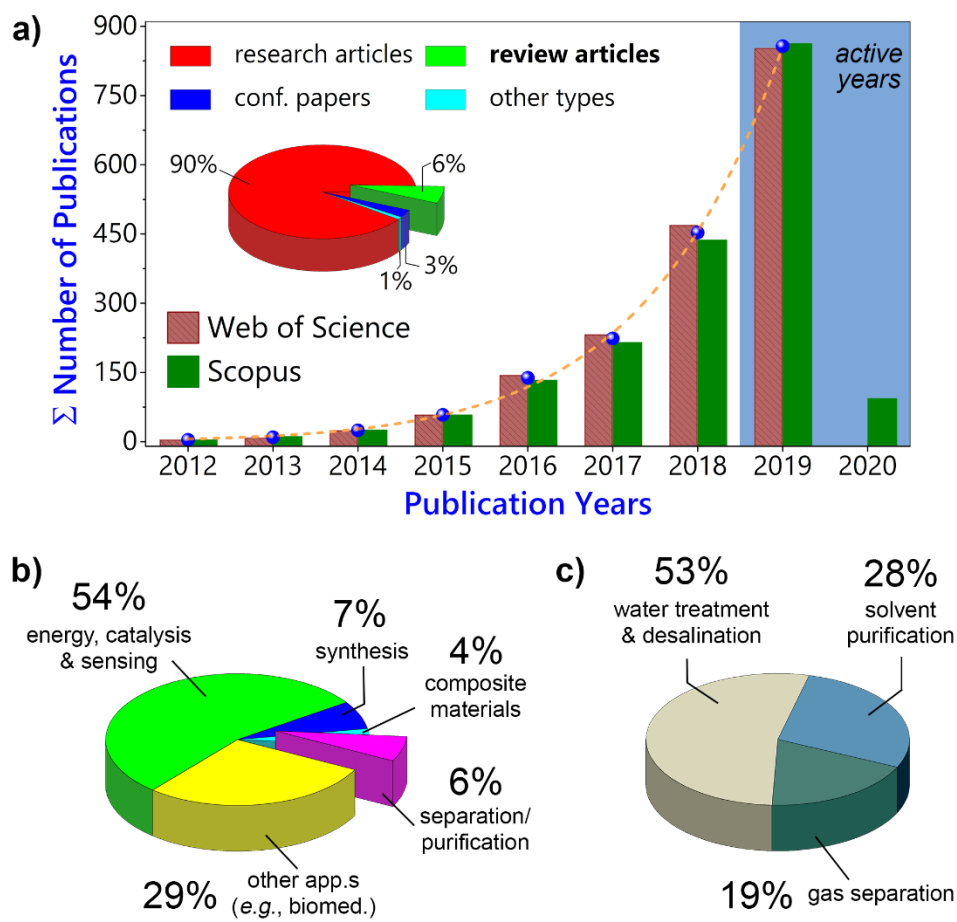 a)
Σ Number of Publications
900
750
600
450
300
150
0
research articles
review articles
conf. papers
other types
active
years
90%
6%
3%
1%
Web of Science
Scopus
2012 2013 2014 2015 2016 2017 2018 2019 2020
Publication Years
b)
54%
energy, catalysis
& sensing
7%
synthesis
4%
composite
materials
6%
separation/
purification
29%
other app.s
(e.g., biomed.)
c)
53%
water treatment
& desalination
28%
solvent
purification
19%
gas separation